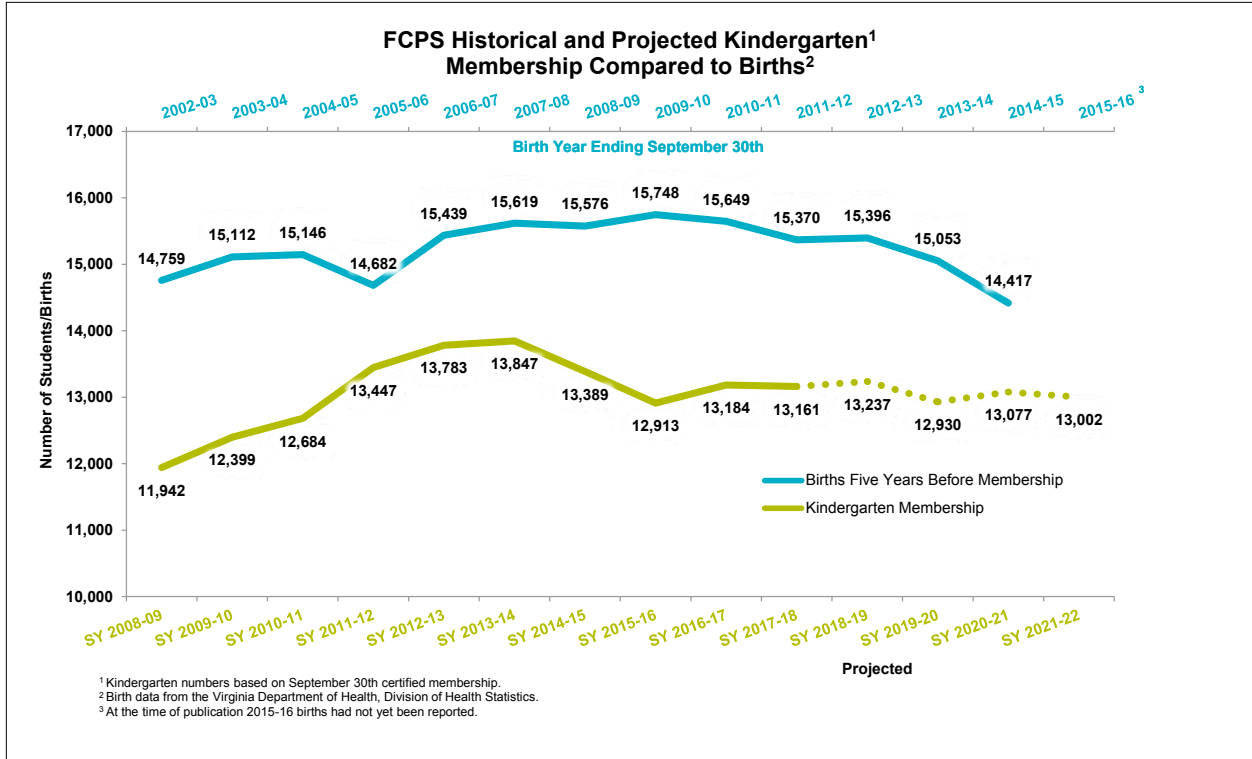 FCPS Historical and Projected Kindergarten1
Membership Compared to Births2
2002-03 2003-04 2004-05 2005-06 2006-07 2007-08 2008-09 2009-10 2010-11 2011-12 2012-13 2013-14 2014-15 2015-16 3
Birth Year Ending September 30th
Number of Students/Births
17,000
16,000
15,000
14,000
13,000
12,000
11,000
10,000
14,759 15,112 15,146 14,682 15,439 15,619 15,576 15,748 15,649 15,370 15,396 15,053 14,417
11,942 12,399 12,684 13,447 13,783 13,847 13,389 12,913 13,184 13,161 13,237 12,930 13,077 13,002
Births Five Years Before Membership
Kindergarten Membership
SY 2008-09 SY 2009-10 SY 2010-11 SY 2011-12 SY 2012-13 SY 2013-14 SY 2014-15 SY 2015-16 SY 2016-17 SY 2017-18 SY 2018-19 SY 2019-20 SY 2020-21 SY 2021-22
Projected
1 Kindergarten numbers based on September 30th certified membership.
2 Birth data from the Virginia Department of Health, Division of Health Statistics.
3 At the time of publication 2015-16 births had not yet been reported.